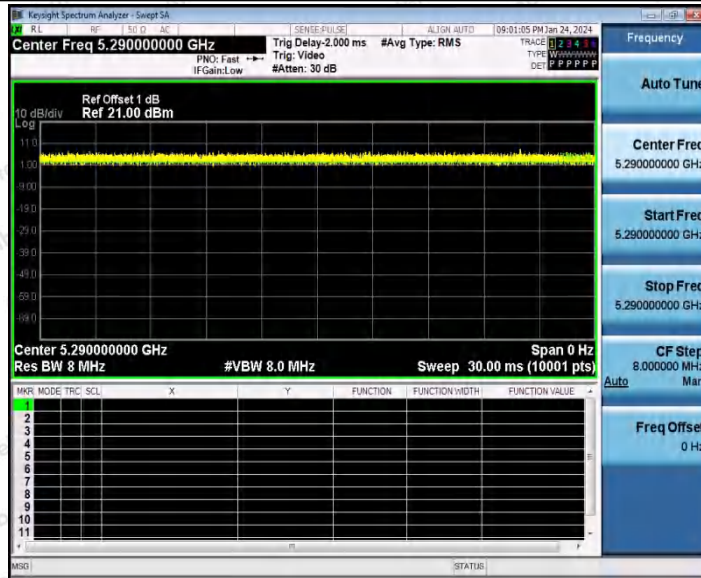 Keysight Spectrum Analyzer - Swept SA
RL RF 50 Ω AC SENSE:PULSE ALIGN AUTO 09:01:05 PM Jan 24, 2024
Center Freq 5.290000000 GHz
PNO: Fast
IFGain:Low
Trig Delay-2.000 ms
Trig: Video
#Atten: 30 dB
#Avg Type: RMS
TRACE 1 2 3 4 5 6
TYPE W
DET P P P P P P
Ref Offset 1 dB
10 dB/div Ref 21.00 dBm
Log
11.0
1.00
-9.00
-19.0
-29.0
-39.0
-49.0
-59.0
-69.0
Center 5.290000000 GHz Span 0 Hz
Res BW 8 MHz #VBW 8.0 MHz Sweep 30.00 ms (10001 pts)
MKR MODE TRC SCL X Y FUNCTION FUNCTION WIDTH FUNCTION VALUE
1
2
3
4
5
6
7
8
9
10
11
MSG STATUS
Frequency
Auto Tune
Center Freq
5.290000000 GHz
Start Freq
5.290000000 GHz
Stop Freq
5.290000000 GHz
CF Step
8.000000 MHz
Auto Man
Freq Offset
0 Hz